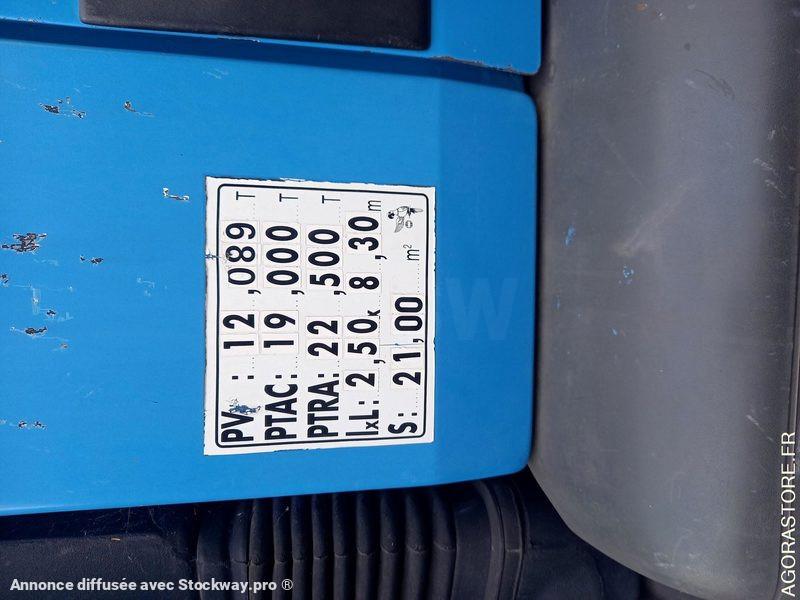 PV : 12,089 T
PTAC: 19,000 T
PTRA: 22,500 T
lxL: 2,50x 8,30 m
S: 21,00 m²
W
Annonce diffusée avec Stockway.pro ®
AGORASTORE.FR